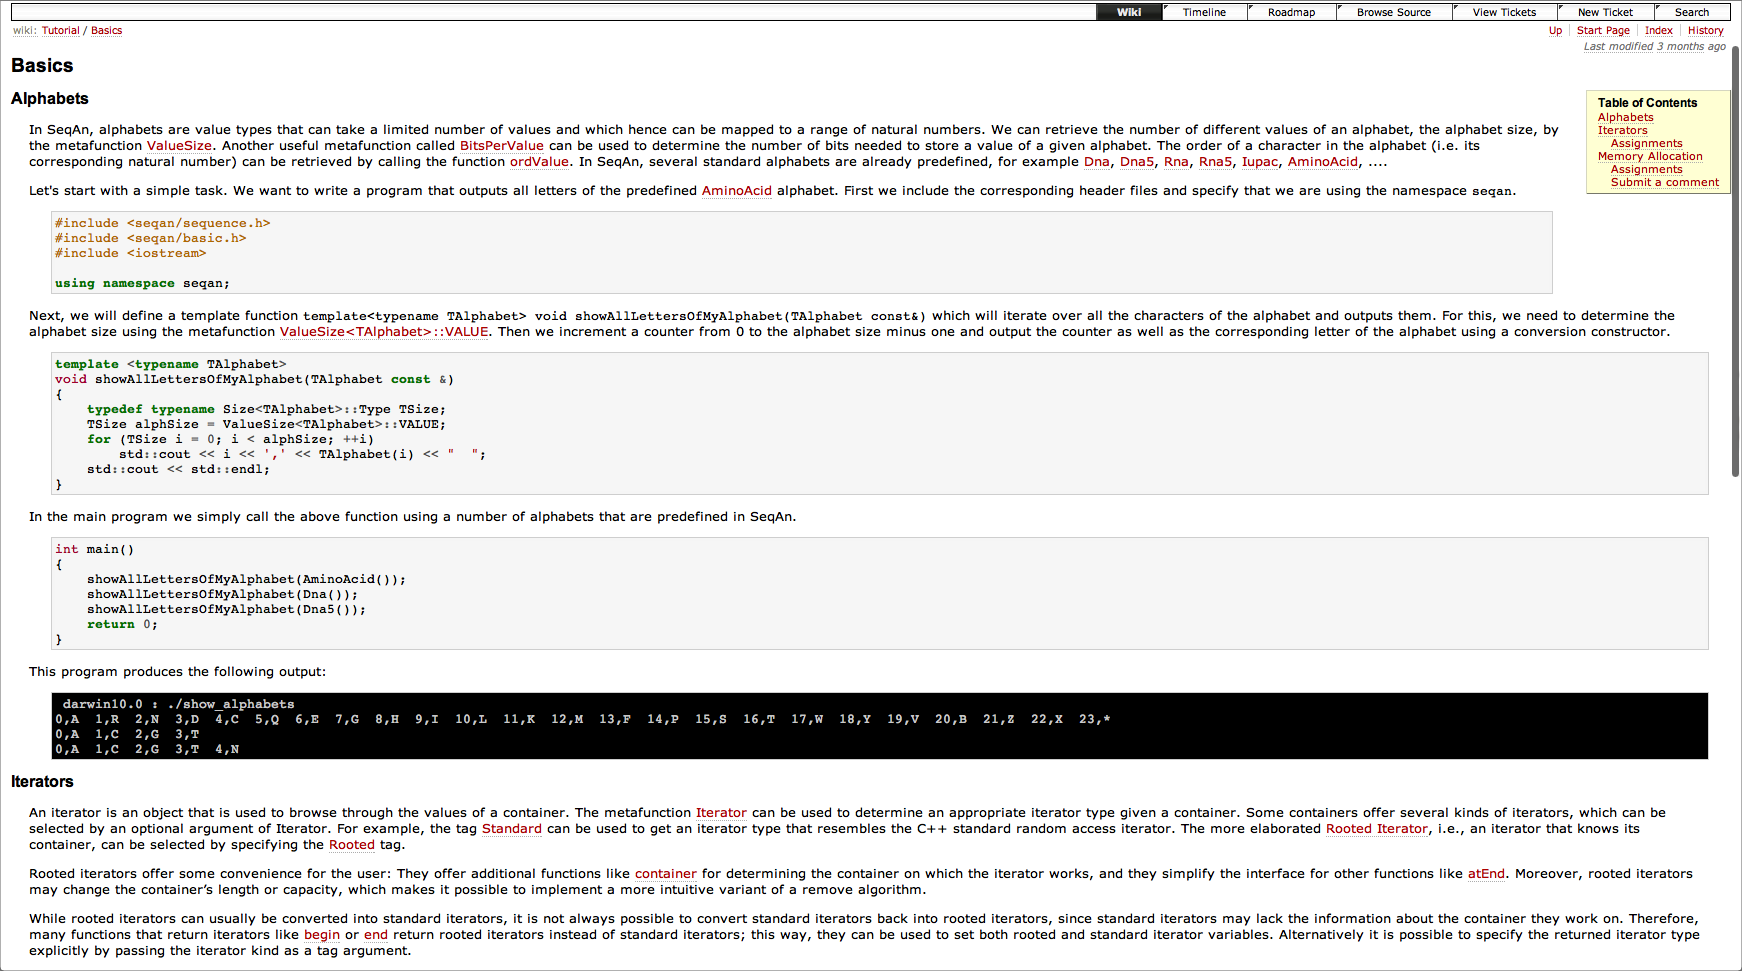 Wiki Timeline Roadmap Browse Source View Tickets New Ticket Search
wiki: Tutorial / Basics
Up Start Page Index History
Last modified 3 months ago
Basics
Alphabets
Table of Contents
Alphabets
Iterators
Assignments
Memory Allocation
Assignments
Submit a comment
In SeqAn, alphabets are value types that can take a limited number of values and which hence can be mapped to a range of natural numbers. We can retrieve the number of different values of an alphabet, the alphabet size, by
the metafunction ValueSize. Another useful metafunction called BitsPerValue can be used to determine the number of bits needed to store a value of a given alphabet. The order of a character in the alphabet (i.e. its
corresponding natural number) can be retrieved by calling the function ordValue. In SeqAn, several standard alphabets are already predefined, for example Dna, Dna5, Rna, Rna5, Iupac, AminoAcid, ....
Let's start with a simple task. We want to write a program that outputs all letters of the predefined AminoAcid alphabet. First we include the corresponding header files and specify that we are using the namespace seqan.
#include <seqan/sequence.h>
#include <seqan/basic.h>
#include <iostream>
using namespace seqan;
Next, we will define a template function template<typename TAlphabet> void showAllLettersOfMyAlphabet(TAlphabet const&) which will iterate over all the characters of the alphabet and outputs them. For this, we need to determine the
alphabet size using the metafunction ValueSize<TAlphabet>::VALUE. Then we increment a counter from 0 to the alphabet size minus one and output the counter as well as the corresponding letter of the alphabet using a conversion constructor.
template <typename TAlphabet>
void showAllLettersOfMyAlphabet(TAlphabet const &)
{
    typedef typename Size<TAlphabet>::Type TSize;
    TSize alphSize = ValueSize<TAlphabet>::VALUE;
    for (TSize i = 0; i < alphSize; ++i)
        std::cout << i << ',' << TAlphabet(i) << "  ";
    std::cout << std::endl;
}
In the main program we simply call the above function using a number of alphabets that are predefined in SeqAn.
int main()
{
    showAllLettersOfMyAlphabet(AminoAcid());
    showAllLettersOfMyAlphabet(Dna());
    showAllLettersOfMyAlphabet(Dna5());
    return 0;
}
This program produces the following output:
darwin10.0 : ./show_alphabets
0,A  1,R  2,N  3,D  4,C  5,Q  6,E  7,G  8,H  9,I  10,L  11,K  12,M  13,F  14,P  15,S  16,T  17,W  18,Y  19,V  20,B  21,Z  22,X  23,*
0,A  1,C  2,G  3,T
0,A  1,C  2,G  3,T  4,N
Iterators
An iterator is an object that is used to browse through the values of a container. The metafunction Iterator can be used to determine an appropriate iterator type given a container. Some containers offer several kinds of iterators, which can be
selected by an optional argument of Iterator. For example, the tag Standard can be used to get an iterator type that resembles the C++ standard random access iterator. The more elaborated Rooted Iterator, i.e., an iterator that knows its
container, can be selected by specifying the Rooted tag.
Rooted iterators offer some convenience for the user: They offer additional functions like container for determining the container on which the iterator works, and they simplify the interface for other functions like atEnd. Moreover, rooted iterators
may change the container's length or capacity, which makes it possible to implement a more intuitive variant of a remove algorithm.
While rooted iterators can usually be converted into standard iterators, it is not always possible to convert standard iterators back into rooted iterators, since standard iterators may lack the information about the container they work on. Therefore,
many functions that return iterators like begin or end return rooted iterators instead of standard iterators; this way, they can be used to set both rooted and standard iterator variables. Alternatively it is possible to specify the returned iterator type
explicitly by passing the iterator kind as a tag argument.